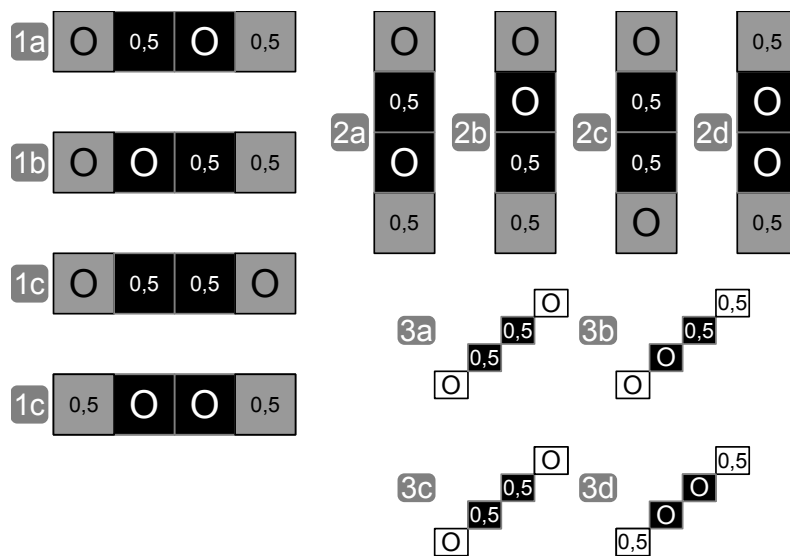 1a O 0,5 O 0,5
1b O O 0,5 0,5
1c O 0,5 0,5 O
1c 0,5 O O 0,5
2a O 0,5 O 0,5
2b O O 0,5 0,5
2c O 0,5 0,5 O
2d 0,5 O O 0,5
3a O 0,5 0,5 O
3b 0,5 0,5 O O
3c O 0,5 0,5 O
3d 0,5 O O 0,5